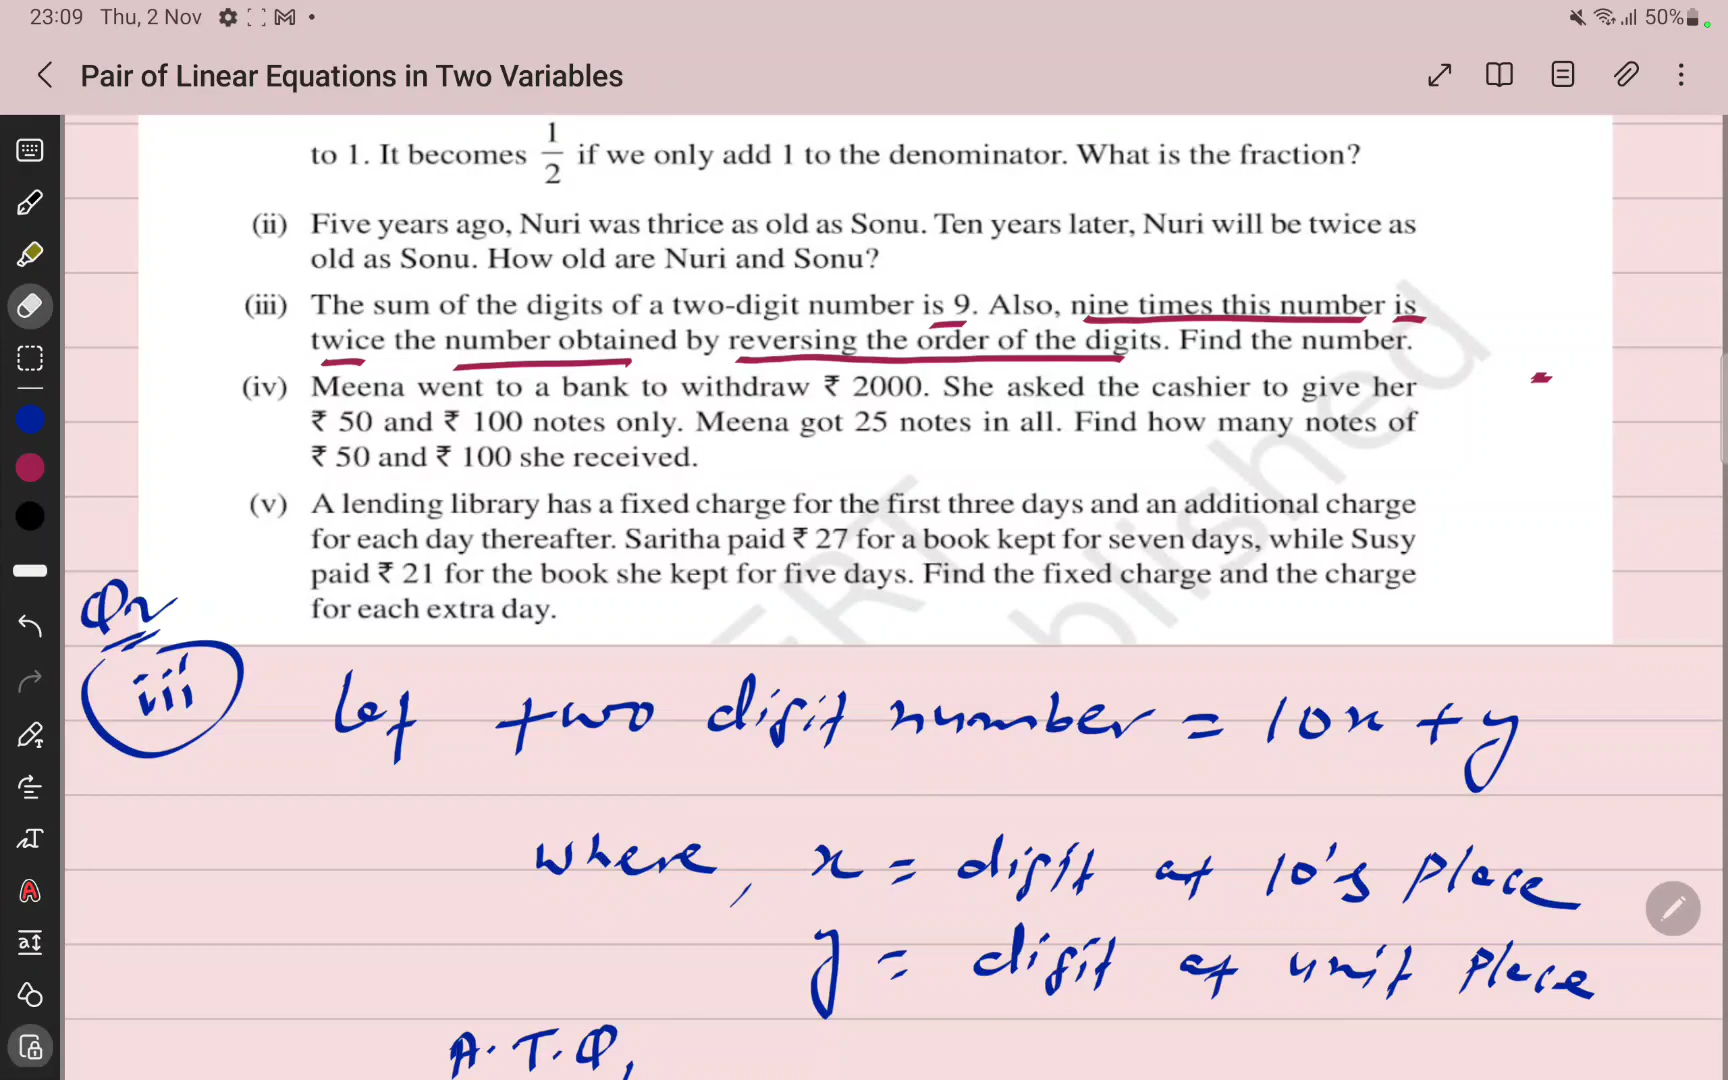 23:09 Thu, 2 Nov
50%
Pair of Linear Equations in Two Variables
to 1. It becomes 1/2 if we only add 1 to the denominator. What is the fraction?
(ii) Five years ago, Nuri was thrice as old as Sonu. Ten years later, Nuri will be twice as
old as Sonu. How old are Nuri and Sonu?
(iii) The sum of the digits of a two-digit number is 9. Also, nine times this number is
twice the number obtained by reversing the order of the digits. Find the number.
(iv) Meena went to a bank to withdraw ₹ 2000. She asked the cashier to give her
₹ 50 and ₹ 100 notes only. Meena got 25 notes in all. Find how many notes of
₹ 50 and ₹ 100 she received.
(v) A lending library has a fixed charge for the first three days and an additional charge
for each day thereafter. Saritha paid ₹ 27 for a book kept for seven days, while Susy
paid ₹ 21 for the book she kept for five days. Find the fixed charge and the charge
for each extra day.
iii Let two digit number = 10x + y
where, x = digit at 10's place
y = digit at unit place
A.T.Q,